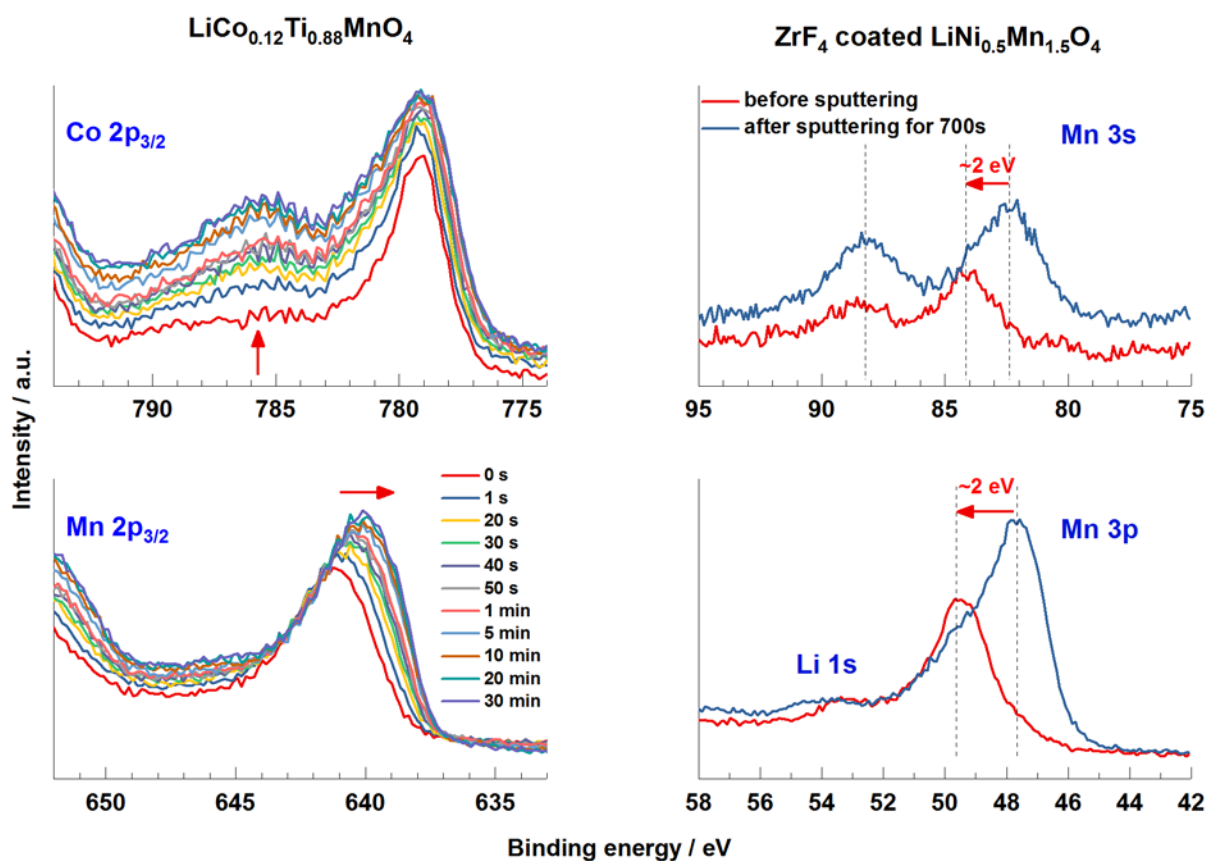 LiCo₀.₁₂Ti₀.₈₈MnO₄
ZrF₄ coated LiNi₀.₅Mn₁.₅O₄
Co 2p₃/₂
790 785 780 775
before sputtering
after sputtering for 700s
Mn 3s
~2 eV
95 90 85 80 75
Intensity / a.u.
Mn 2p₃/₂
0 s
1 s
20 s
30 s
40 s
50 s
1 min
5 min
10 min
20 min
30 min
650 645 640 635
~2 eV
Mn 3p
Li 1s
58 56 54 52 50 48 46 44 42
Binding energy / eV